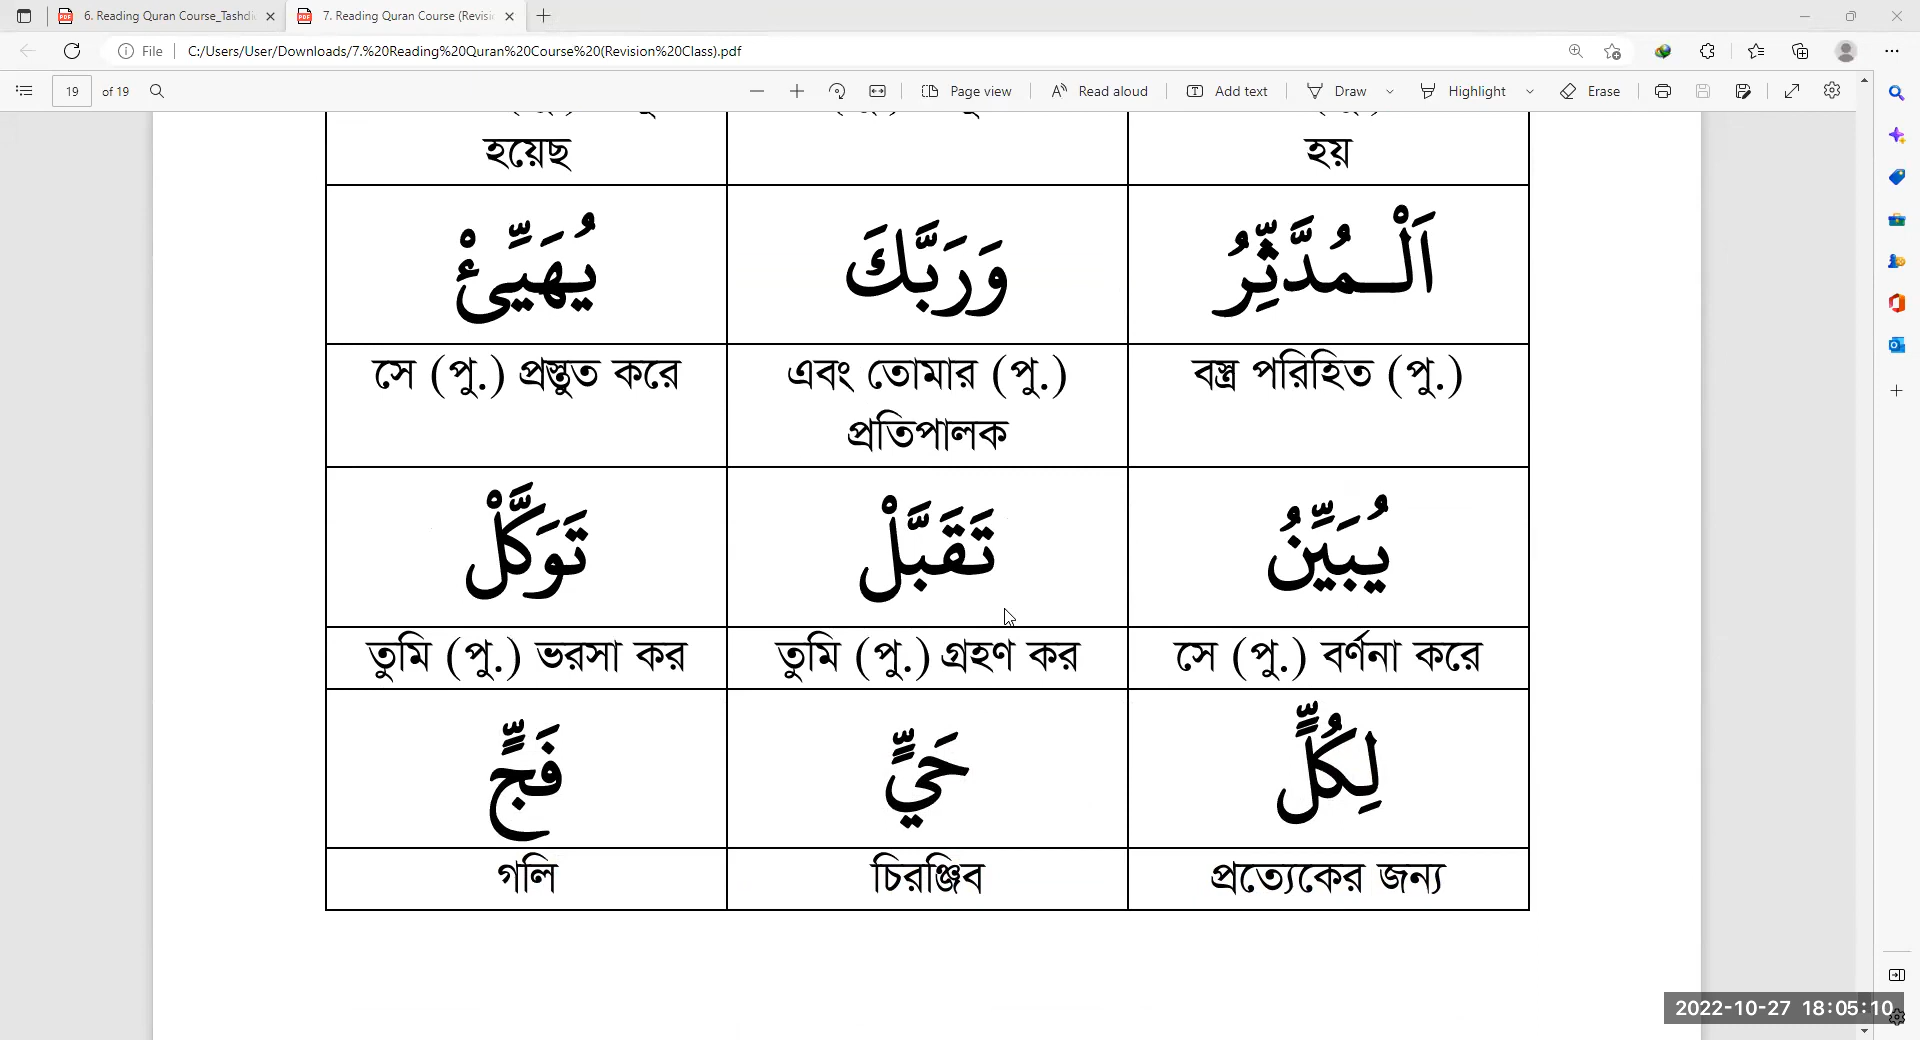 6. Reading Quran Course_Tashdi
7. Reading Quran Course (Revisi
File
C:/Users/User/Downloads/7.%20Reading%20Quran%20Course%20(Revision%20Class).pdf
19 of 19
Page view
Read aloud
Add text
Draw
Highlight
Erase
হয়েছ
হয়
يُهَيِّئْ وَرَبَّكَ اَلْـمُدَّثِّرُ
সে (পু.) প্রস্তুত করে এবং তোমার (পু.) বস্ত্র পরিহিত (পু.)
প্রতিপালক
تَوَكَّلْ تَقَبَّلْ يُبَيِّنُ
তুমি (পু.) ভরসা কর তুমি (পু.) গ্রহণ কর সে (পু.) বর্ণনা করে
فَجٍّ حَيٍّ لِكُلٍّ
গলি চিরঞ্জিব প্রত্যেকের জন্য
2022-10-27 18:05:10